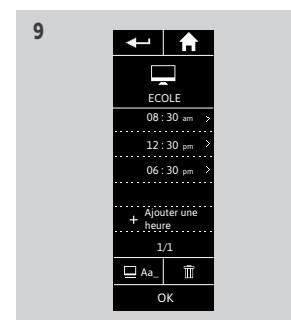 9
ECOLE
08 : 30 am >
12 : 30 pm >
06 : 30 pm >
+ Ajouter une
heure
1/1
Aa_
OK